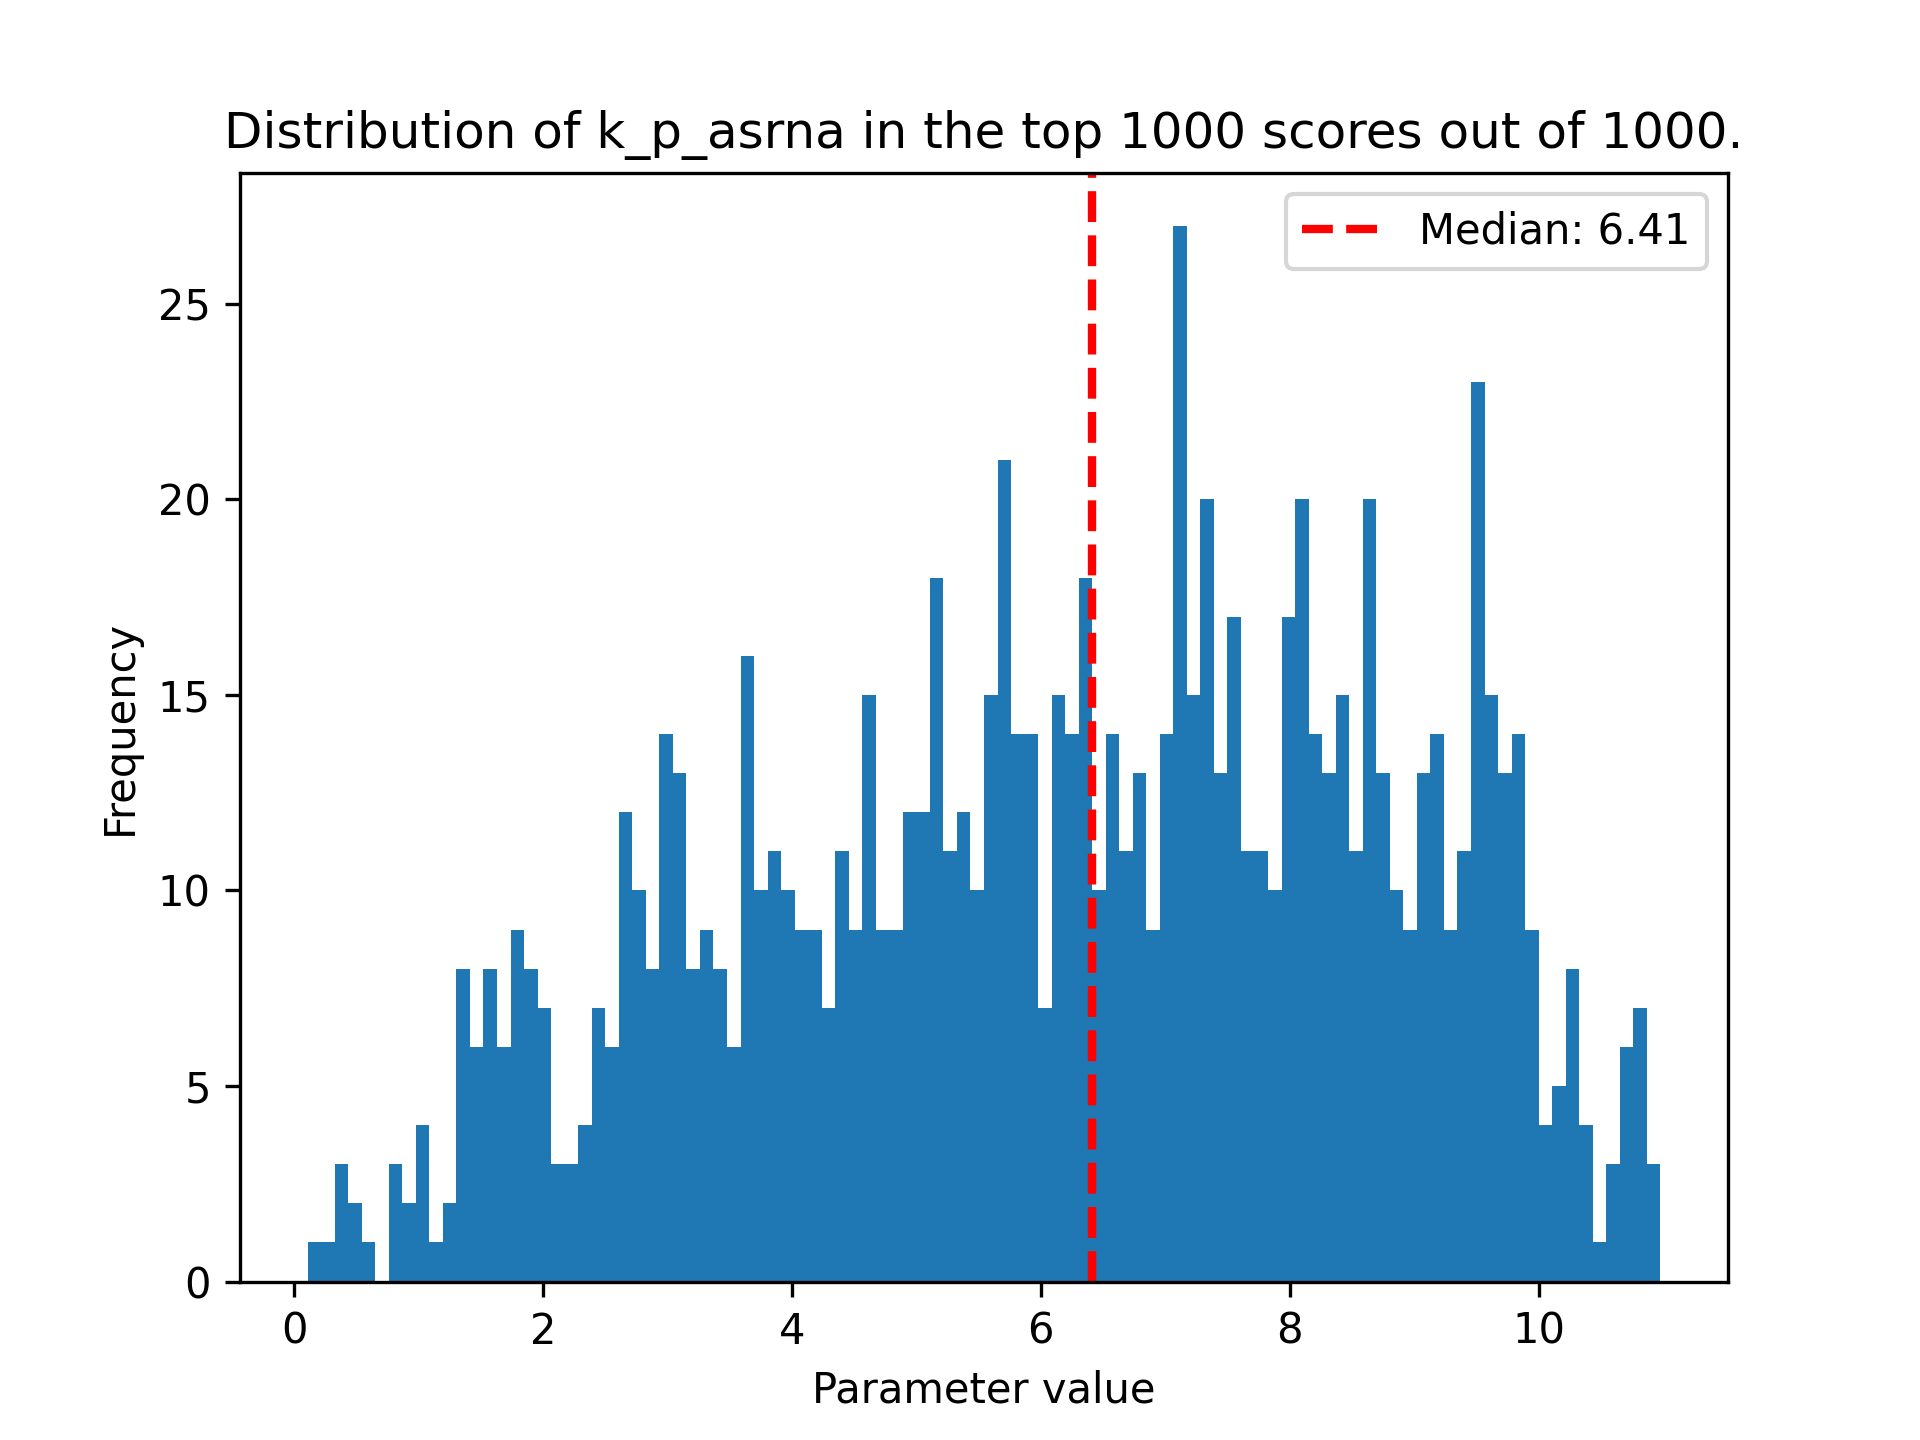 Distribution of k_p_asrna in the top 1000 scores out of 1000.
Median: 6.41
Frequency
25
20
15
10
5
0
0 2 4 6 8 10
Parameter value